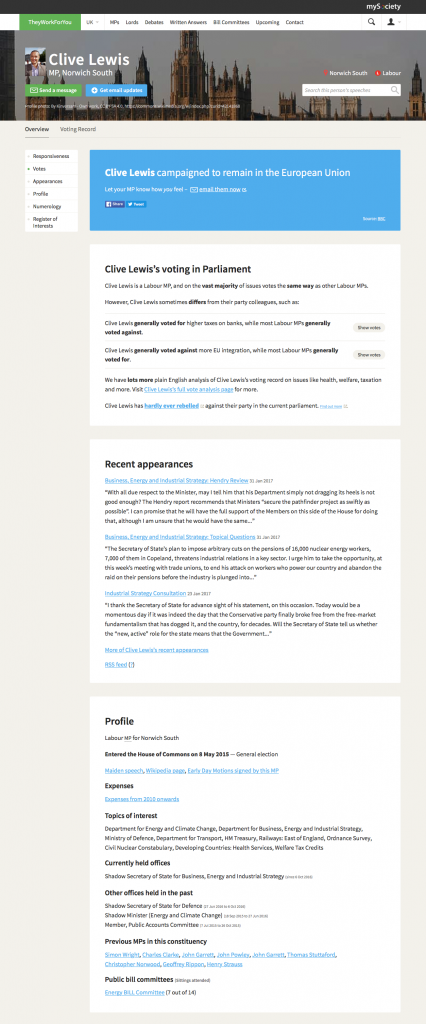 mySociety
TheyWorkForYou
UK
MPs Lords Debates Written Answers Bill Committees Upcoming Contact
Clive Lewis
MP, Norwich South
Norwich South
Labour
Send a message
Get email updates
Search this person's speeches
Overview
Voting Record
Responsiveness
Votes
Appearances
Profile
Numerology
Register of
Interests
Clive Lewis campaigned to remain in the European Union
Let your MP know how you feel – email them now
Share
Tweet
Source: BBC
Clive Lewis's voting in Parliament
Clive Lewis is a Labour MP, and on the vast majority of issues votes the same way as other Labour MPs.
However, Clive Lewis sometimes differs from their party colleagues, such as:
Clive Lewis generally voted for higher taxes on banks, while most Labour MPs generally
voted against.
Show votes
Clive Lewis generally voted against more EU integration, while most Labour MPs generally
voted for.
Show votes
We have lots more plain English analysis of Clive Lewis's voting record on issues like health, welfare, taxation
and more. Visit Clive Lewis's full vote analysis page for more.
Clive Lewis has hardly ever rebelled against their party in the current parliament. Find out more
Recent appearances
Business, Energy and Industrial Strategy: Hendry Review 31 Jan 2017
"With all due respect to the Minister, may I tell him that his Department simply not dragging its heels is not
good enough? The Hendry report recommends that Ministers "secure the pathfinder project as swiftly as
possible". I can promise that he will have the full support of the Members on this side of the House for doing
that, although I am unsure that he would have the same..."
Business, Energy and Industrial Strategy: Topical Questions 31 Jan 2017
"The Secretary of State's plan to impose arbitrary cuts on the pensions of 16,000 nuclear energy workers,
7,000 of them in Copeland, threatens industrial relations in a key sector. I urge him to take the opportunity, at
this week's meeting with trade unions, to end his attack on workers who power our country and abandon the
raid on their pensions before the industry is plunged into..."
Industrial Strategy Consultation 23 Jan 2017
"I thank the Secretary of State for advance sight of his statement, on this occasion. Today would be a
momentous day if it was indeed the day that the Conservative party finally broke free from the free-market
fundamentalism that has dogged it, and the country, for decades. Will the Secretary of State tell us whether
the "new, active" role for the state means that the Government..."
More of Clive Lewis's recent appearances
RSS feed (?)
Profile
Labour MP for Norwich South
Entered the House of Commons on 8 May 2015 — General election
Maiden speech, Wikipedia page, Early Day Motions signed by this MP
Expenses
Expenses from 2010 onwards
Topics of interest
Department for Energy and Climate Change, Department for Business, Energy and Industrial Strategy,
Ministry of Defence, Department for Transport, HM Treasury, Railways: East of England, Ordnance Survey,
Civil Nuclear Constabulary, Developing Countries: Health Services, Welfare Tax Credits
Currently held offices
Shadow Secretary of State for Business, Energy and Industrial Strategy
Other offices held in the past
Shadow Secretary of State for Defence
Shadow Minister (Energy and Climate Change)
Member, Public Accounts Committee
Previous MPs in this constituency
Simon Wright, Charles Clarke, John Garrett, John Powley, John Garrett, Thomas Stuttaford,
Christopher Norwood, Geoffrey Rippon, Henry Strauss
Public bill committees (Sittings attended)
Energy BILL Committee (7 out of 14)